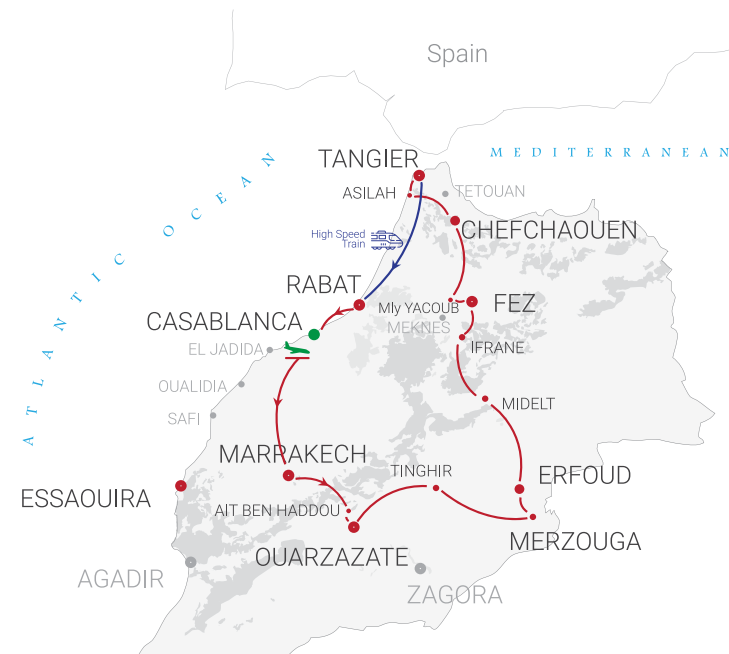 Spain
MEDITERRANEAN
ATLANTIC OCEAN
TANGIER
ASILAH
TETOUAN
CHEFCHAOUEN
High Speed
Train
RABAT
Mly YACOUB
FEZ
CASABLANCA
MEKNES
EL JADIDA
IFRANE
OUALIDIA
MIDELT
SAFI
MARRAKECH
TINGHIR
ERFOUD
ESSAOUIRA
AIT BEN HADDOU
MERZOUGA
OUARZAZATE
AGADIR
ZAGORA